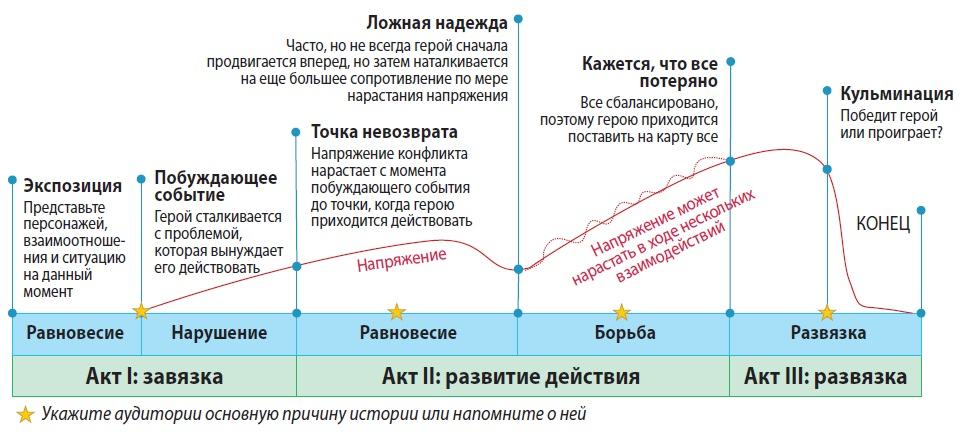 Экспозиция
Представьте
персонажей,
взаимоотноше-
ния и ситуацию
на данный
момент
Побуждающее
событие
Герой сталкивается
с проблемой,
которая вынуждает
его действовать
Точка невозврата
Напряжение конфликта
нарастает с момента
побуждающего события
до точки, когда герою
приходится действовать
Ложная надежда
Часто, но не всегда герой сначала
продвигается вперед, но затем наталкивается
на еще большее сопротивление по мере
нарастания напряжения
Кажется, что все
потеряно
Все сбалансировано,
поэтому герою приходится
поставить на карту все
Кульминация
Победит герой
или проиграет?
КОНЕЦ
Напряжение
Напряжение может
нарастать в ходе нескольких
взаимодействий
Равновесие
Нарушение
Равновесие
Борьба
Развязка
Акт I: завязка
Акт II: развитие действия
Акт III: развязка
Укажите аудитории основную причину истории или напомните о ней